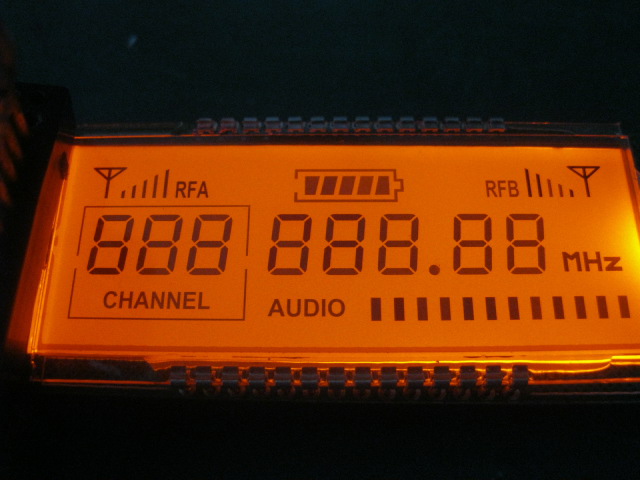 RFA RFB
888 888.88 MHz
CHANNEL AUDIO